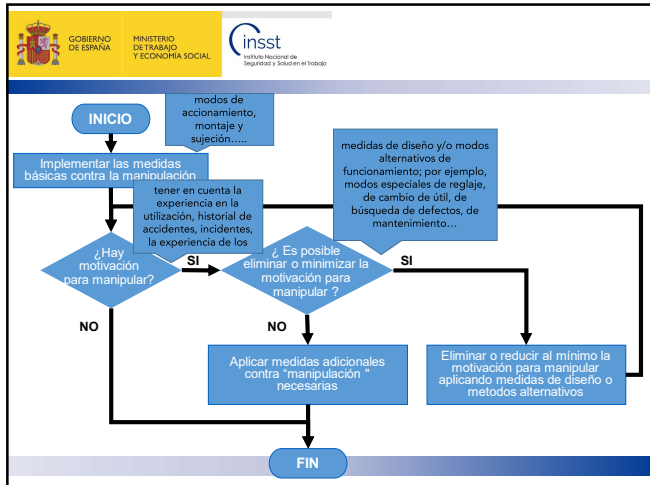 GOBIERNO
DE ESPAÑA
MINISTERIO
DE TRABAJO
Y ECONOMÍA SOCIAL
insst
Instituto Nacional de
Seguridad y Salud en el Trabajo
INICIO
modos de
accionamiento,
montaje y
sujeción.....
Implementar las medidas
básicas contra la manipulación
medidas de diseño y/o modos
alternativos de
funcionamiento; por ejemplo,
modos especiales de reglaje,
de cambio de útil, de
búsqueda de defectos, de
mantenimiento...
tener en cuenta la
experiencia en la
utilización, historial de
accidentes, incidentes,
la experiencia de los
¿Hay
motivación
para manipular?
SI
¿ Es posible
eliminar o minimizar la
motivación para
manipular ?
SI
NO
NO
Aplicar medidas adicionales
contra “manipulación "
necesarias
Eliminar o reducir al mínimo la
motivación para manipular
aplicando medidas de diseño o
metodos alternativos
FIN